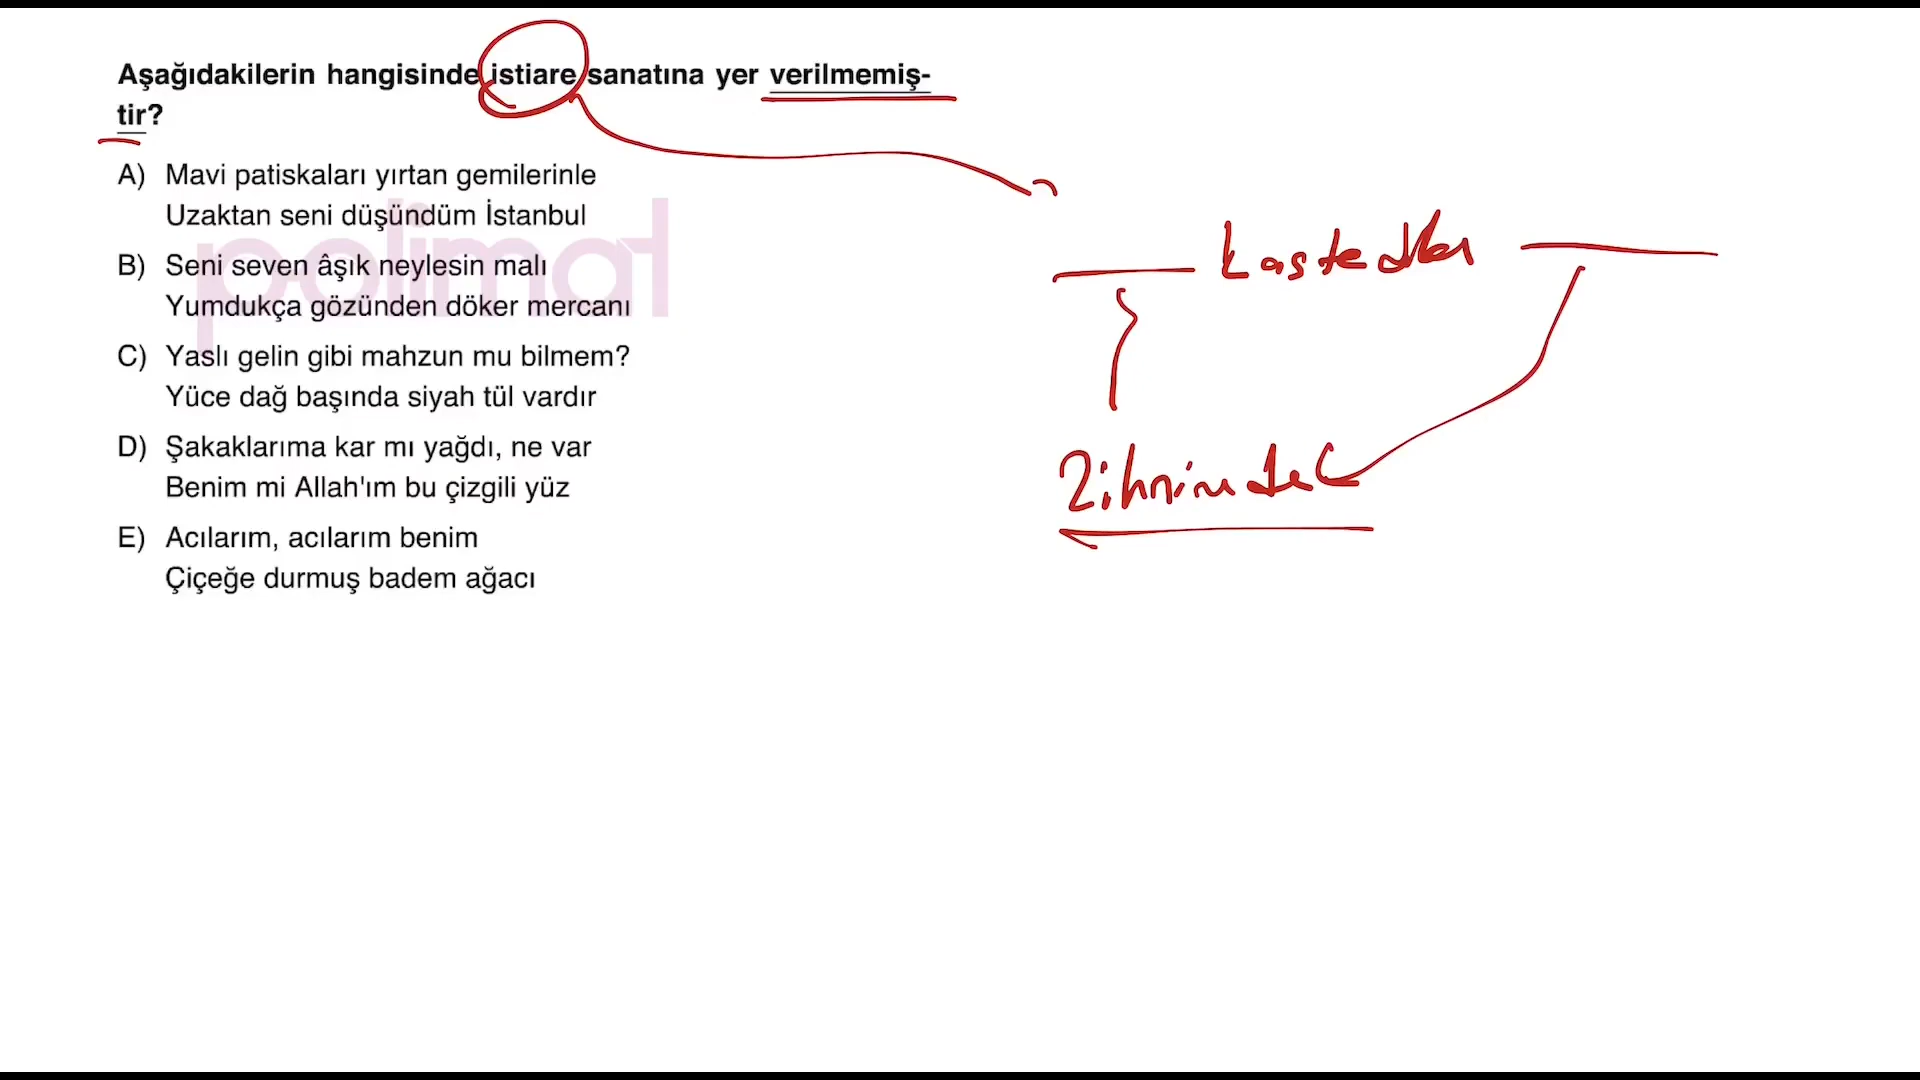 Aşağıdakilerin hangisinde istiare sanatına yer verilmemiş-
tir?
A) Mavi patiskaları yırtan gemilerinle
Uzaktan seni düşündüm İstanbul
B) Seni seven âşık neylesin malı
Yumdukça gözünden döker mercanı
C) Yaslı gelin gibi mahzun mu bilmem?
Yüce dağ başında siyah tül vardır
D) Şakaklarıma kar mı yağdı, ne var
Benim mi Allah'ım bu çizgili yüz
E) Acılarım, acılarım benim
Çiçeğe durmuş badem ağacı
polimat